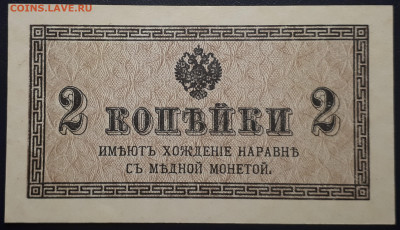 COINS.LAVE.RU
2 КОПѢЙКИ 2
ИМѢЮТЪ ХОЖДЕНІЕ НАРАВНѢ
СЪ МѢДНОЙ МОНЕТОЙ.